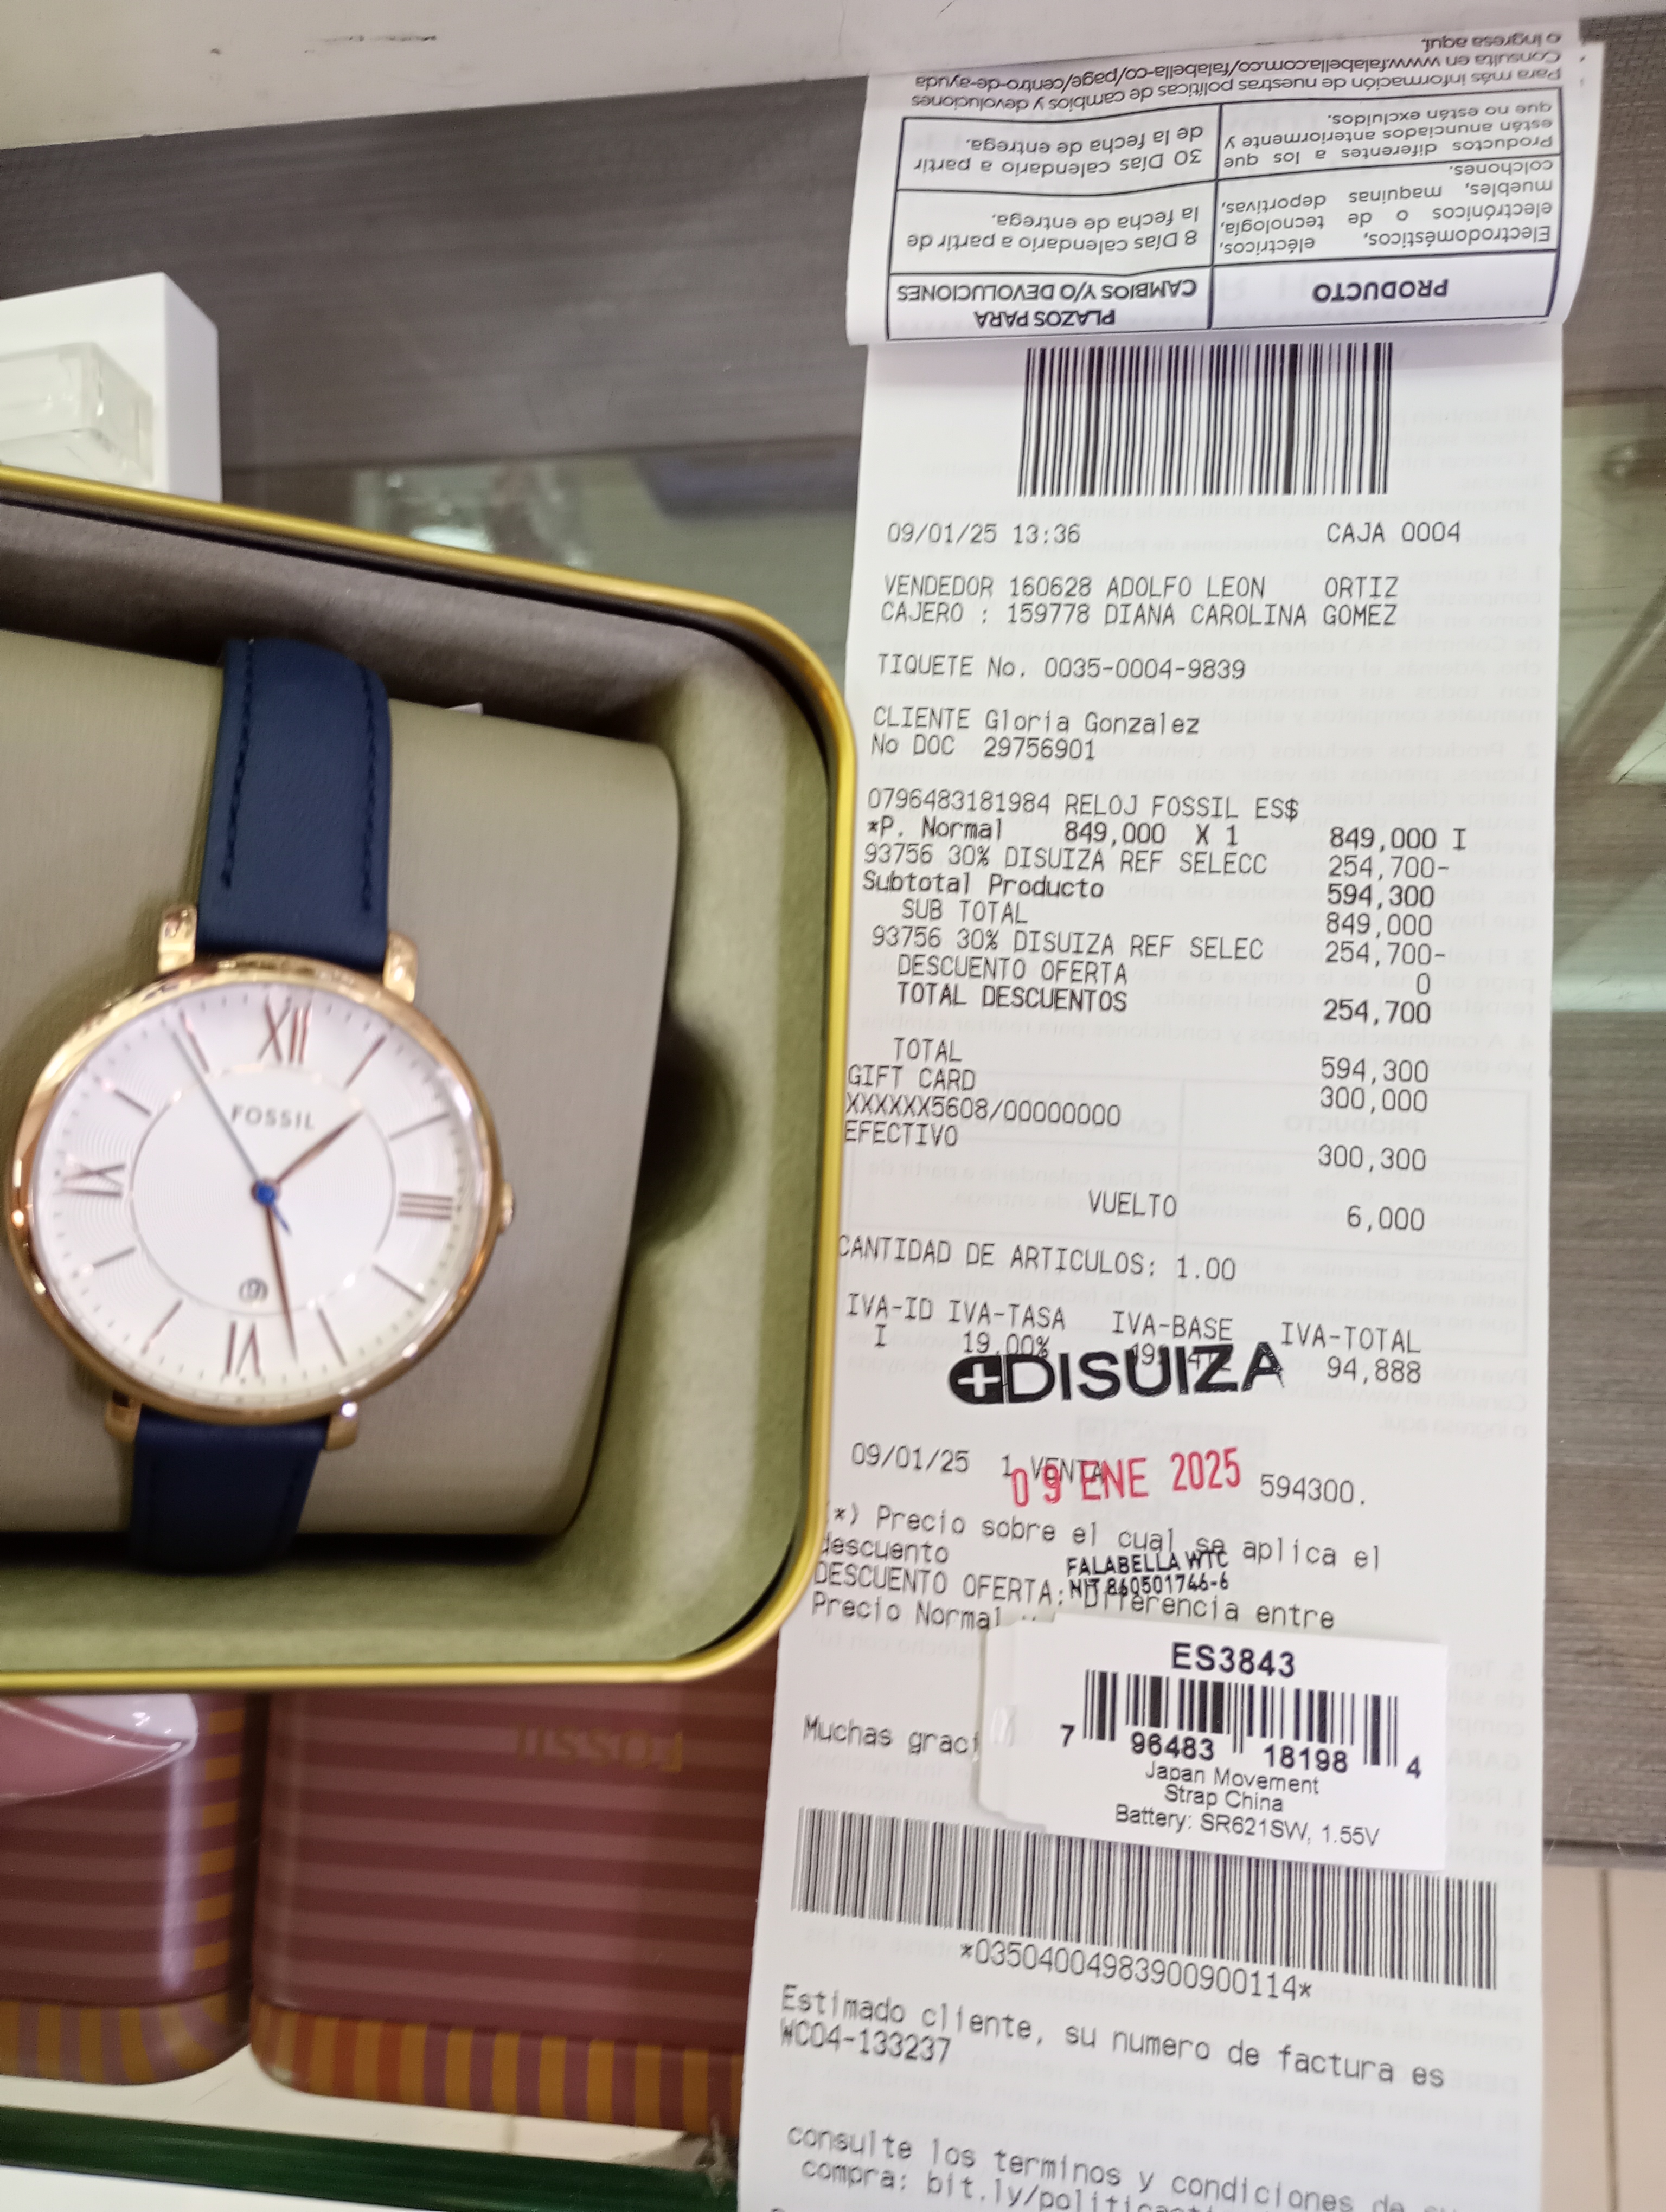 o ingresa aquí.
Consulta en www.falabella.com.co/falabella-co/page/centro-de-ayuda
Para más información de nuestras políticas de cambios y devoluciones
PRODUCTO
PLAZOS PARA
CAMBIOS Y/O DEVOLUCIONES
Electrodomésticos, eléctricos,
electrónicos o de tecnología,
muebles, maquinas deportivas,
colchones.
8 Días calendario a partir de
la fecha de entrega.
Productos diferentes a los que
están anunciados anteriormente y
que no están excluidos.
30 Días calendario a partir
de la fecha de entrega.
09/01/25 13:36 CAJA 0004
VENDEDOR 160628 ADOLFO LEON ORTIZ
CAJERO : 159778 DIANA CAROLINA GOMEZ
TIQUETE No. 0035-0004-9839
CLIENTE Gloria Gonzalez
No DOC 29756901
0796483181984 RELOJ FOSSIL ES$
*P. Normal 849,000 X 1 849,000 I
93756 30% DISUIZA REF SELECC 254,700-
Subtotal Producto 594,300
SUB TOTAL 849,000
93756 30% DISUIZA REF SELEC 254,700-
DESCUENTO OFERTA 0
TOTAL DESCUENTOS 254,700
TOTAL 594,300
GIFT CARD 300,000
XXXXXX5608/00000000
EFECTIVO 300,300
VUELTO 6,000
CANTIDAD DE ARTICULOS: 1.00
IVA-ID IVA-TASA IVA-BASE IVA-TOTAL
I 19.00% 94,888
DISUIZA
09/01/25 1 VENTA 594300.
09 ENE 2025
(*) Precio sobre el cual se aplica el
descuento
FALABELLA WTC
NIT 860501746-6
DESCUENTO OFERTA: Diferencia entre
Precio Normal
ES3843
7 96483 18198 4
Japan Movement
Strap China
Battery: SR621SW, 1.55V
Muchas graci
*03504004983900900114*
Estimado cliente, su numero de factura es
WC04-133237
consulte los terminos y condiciones de su
compra: bit.ly/politicas
XII
FOSSIL
III
IX
9
VI
FOSSIL